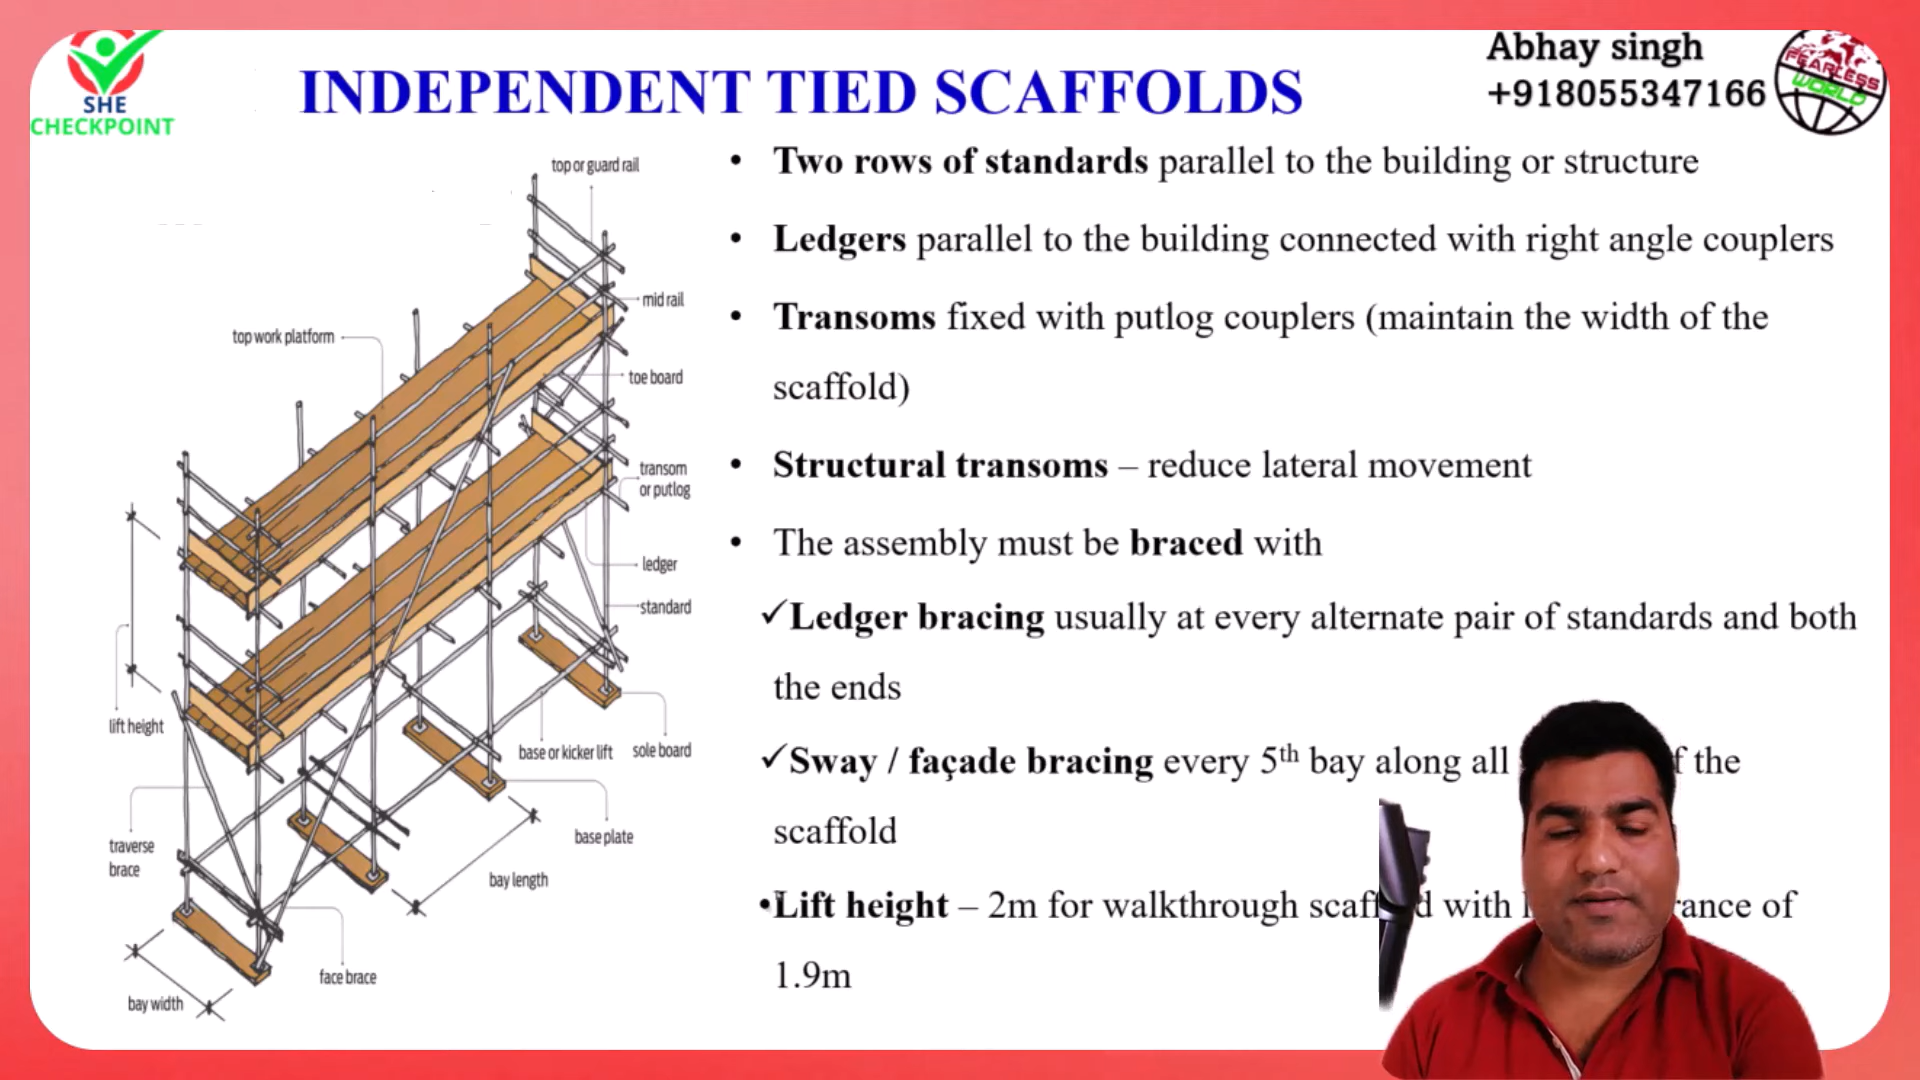 SHE
CHECKPOINT
INDEPENDENT TIED SCAFFOLDS
Abhay singh
+918055347166
FEARLESS
WORLD
• Two rows of standards parallel to the building or structure
• Ledgers parallel to the building connected with right angle couplers
• Transoms fixed with putlog couplers (maintain the width of the
scaffold)
• Structural transoms – reduce lateral movement
• The assembly must be braced with
✓Ledger bracing usually at every alternate pair of standards and both
the ends
✓Sway / façade bracing every 5th bay along all the
scaffold
•Lift height – 2m for walkthrough with of
1.9m
top or guard rail
mid rail
top work platform
toe board
transom
or putlog
ledger
standard
lift height
base or kicker lift
sole board
base plate
traverse
brace
bay length
face brace
bay width